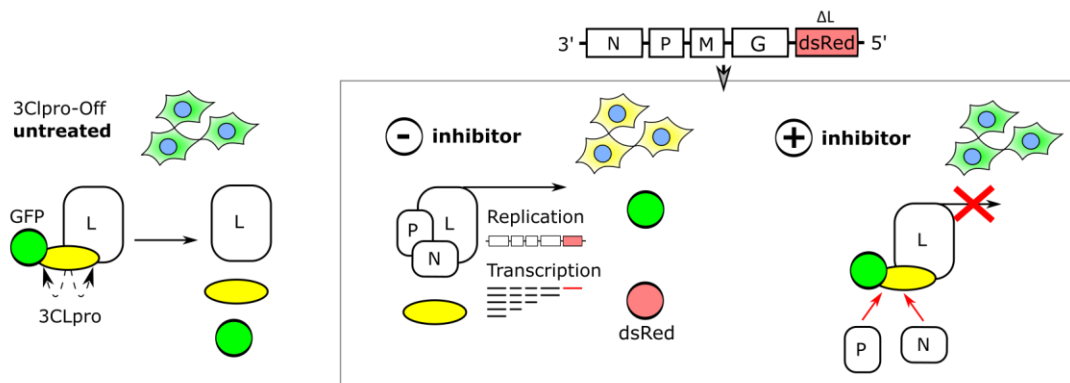 ΔL
3' N P M G dsRed 5'
3Clpro-Off
untreated
- inhibitor
+ inhibitor
GFP
L
L
3CLpro
P
L
N
Replication
Transcription
dsRed
L
P
N